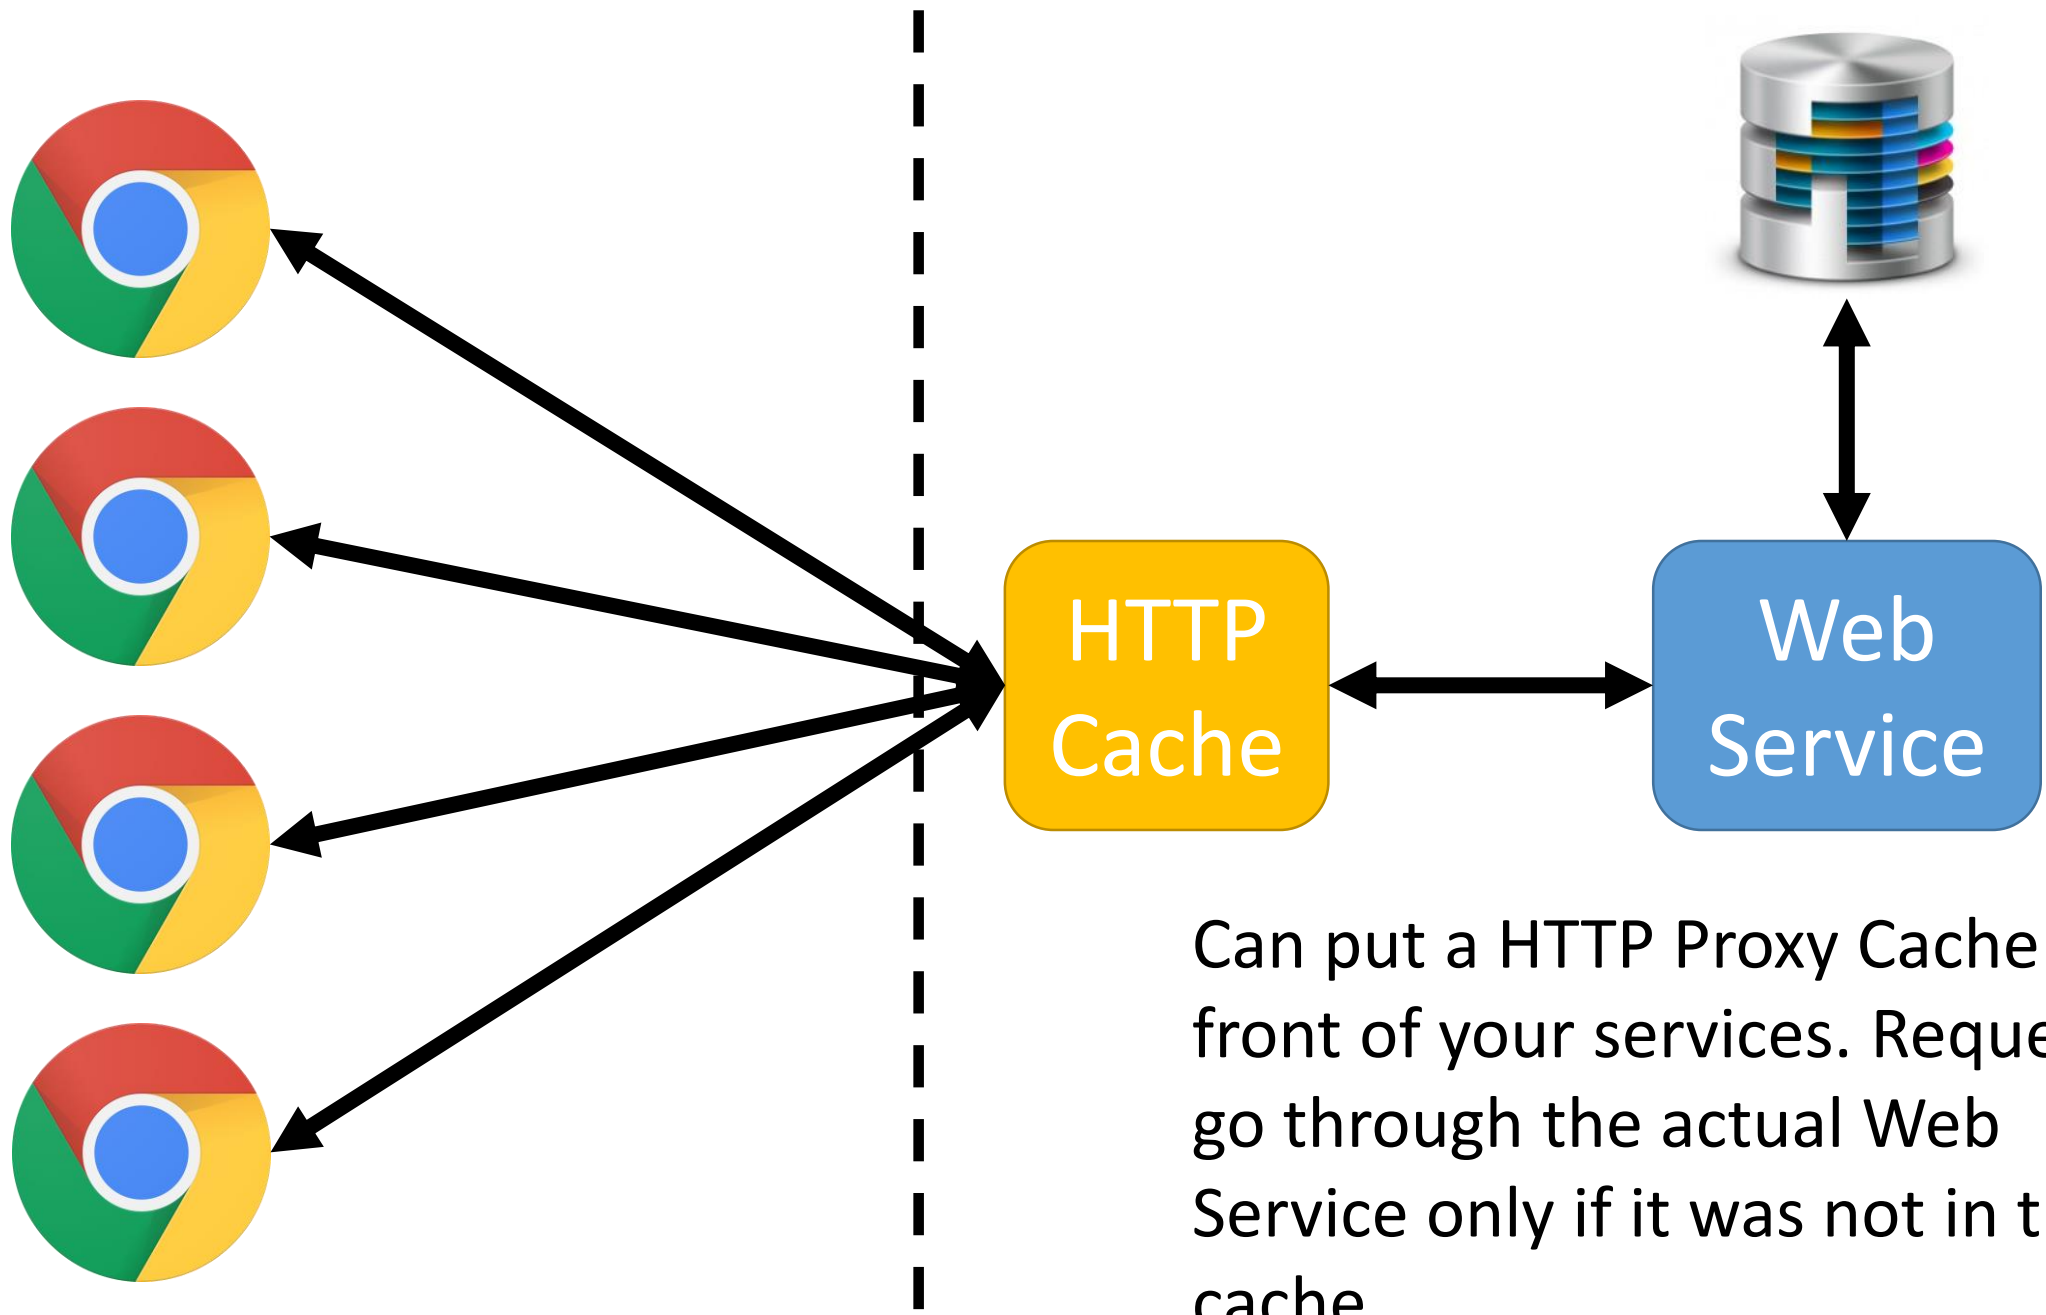 HTTP
Cache
Web
Service
Can put a HTTP Proxy Cache
front of your services. Reque
go through the actual Web
Service only if it was not in t
cache